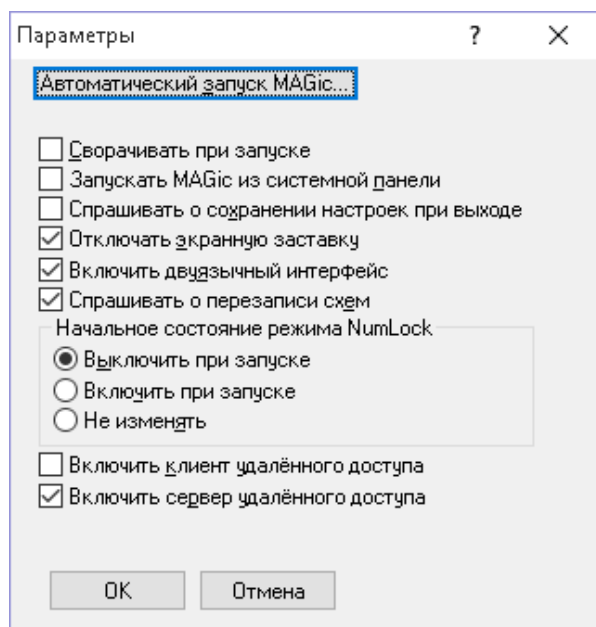 Параметры ?
Автоматический запуск MAGic...
Сворачивать при запуске
Запускать MAGic из системной панели
Спрашивать о сохранении настроек при выходе
Отключать экранную заставку
Включить двуязычный интерфейс
Спрашивать о перезаписи схем
Начальное состояние режима NumLock
Выключить при запуске
Включить при запуске
Не изменять
Включить клиент удалённого доступа
Включить сервер удалённого доступа
OK Отмена